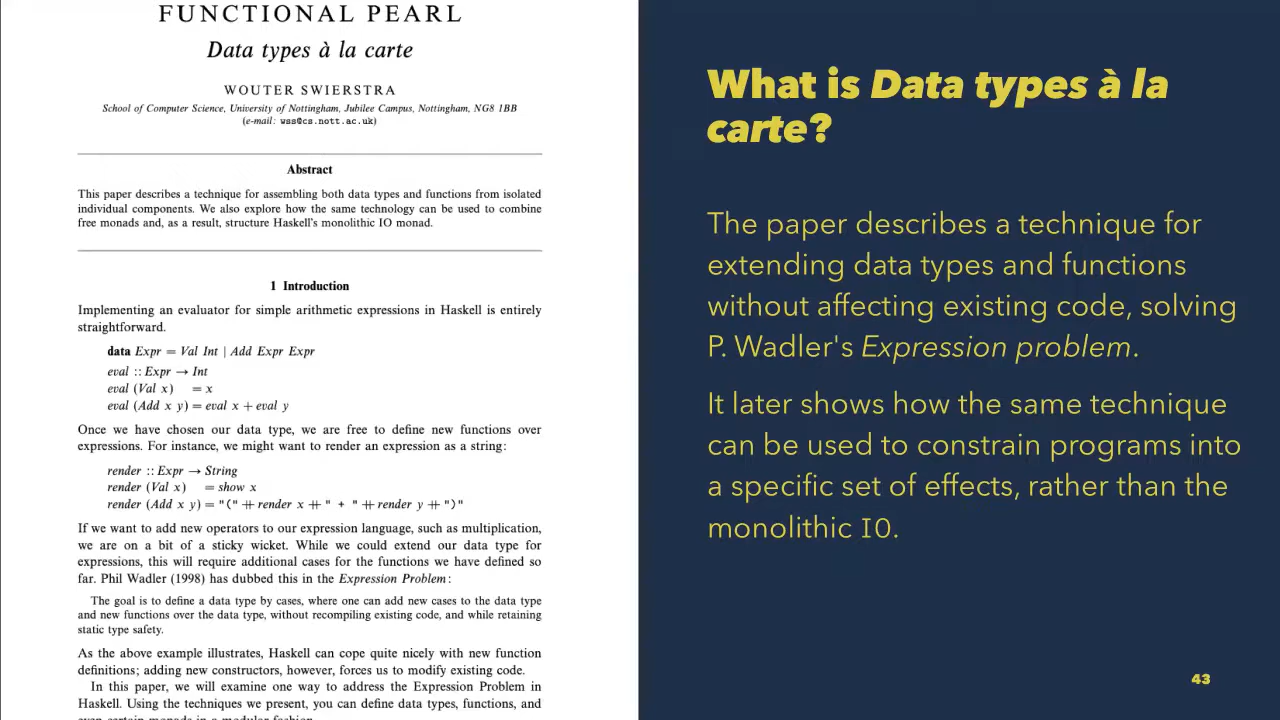 FUNCTIONAL PEARL
Data types à la carte
WOUTER SWIERSTRA
School of Computer Science, University of Nottingham, Jubilee Campus, Nottingham, NG8 1BB
(e-mail: wss@cs.nott.ac.uk)
Abstract
This paper describes a technique for assembling both data types and functions from isolated
individual components. We also explore how the same technology can be used to combine
free monads and, as a result, structure Haskell's monolithic IO monad.
1 Introduction
Implementing an evaluator for simple arithmetic expressions in Haskell is entirely
straightforward.
data Expr = Val Int | Add Expr Expr
eval :: Expr → Int
eval (Val x) = x
eval (Add x y) = eval x + eval y
Once we have chosen our data type, we are free to define new functions over
expressions. For instance, we might want to render an expression as a string:
render :: Expr → String
render (Val x) = show x
render (Add x y) = "(" ++ render x ++ " + " ++ render y ++ ")"
If we want to add new operators to our expression language, such as multiplication,
we are on a bit of a sticky wicket. While we could extend our data type for
expressions, this will require additional cases for the functions we have defined so
far. Phil Wadler (1998) has dubbed this in the Expression Problem:
The goal is to define a data type by cases, where one can add new cases to the data type
and new functions over the data type, without recompiling existing code, and while retaining
static type safety.
As the above example illustrates, Haskell can cope quite nicely with new function
definitions; adding new constructors, however, forces us to modify existing code.
In this paper, we will examine one way to address the Expression Problem in
Haskell. Using the techniques we present, you can define data types, functions, and
even certain monads in a modular fashion.
What is Data types à la
carte?
The paper describes a technique for
extending data types and functions
without affecting existing code, solving
P. Wadler's Expression problem.
It later shows how the same technique
can be used to constrain programs into
a specific set of effects, rather than the
monolithic IO.
43